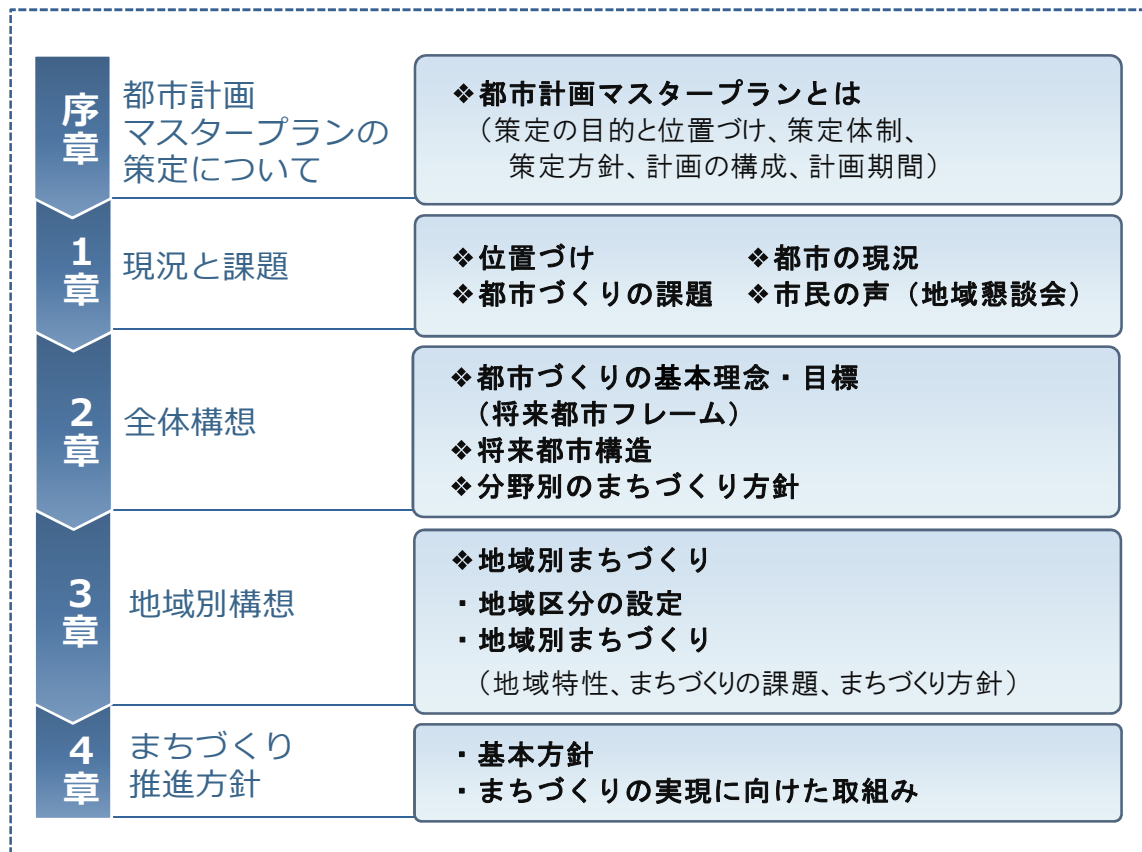 序章
都市計画
マスタープランの
策定について
❖都市計画マスタープランとは
（策定の目的と位置づけ、策定体制、
策定方針、計画の構成、計画期間）
1章
現況と課題
❖位置づけ ❖都市の現況
❖都市づくりの課題 ❖市民の声（地域懇談会）
2章
全体構想
❖都市づくりの基本理念・目標
（将来都市フレーム）
❖将来都市構造
❖分野別のまちづくり方針
3章
地域別構想
❖地域別まちづくり
・地域区分の設定
・地域別まちづくり
（地域特性、まちづくりの課題、まちづくり方針）
4章
まちづくり
推進方針
・基本方針
・まちづくりの実現に向けた取組み